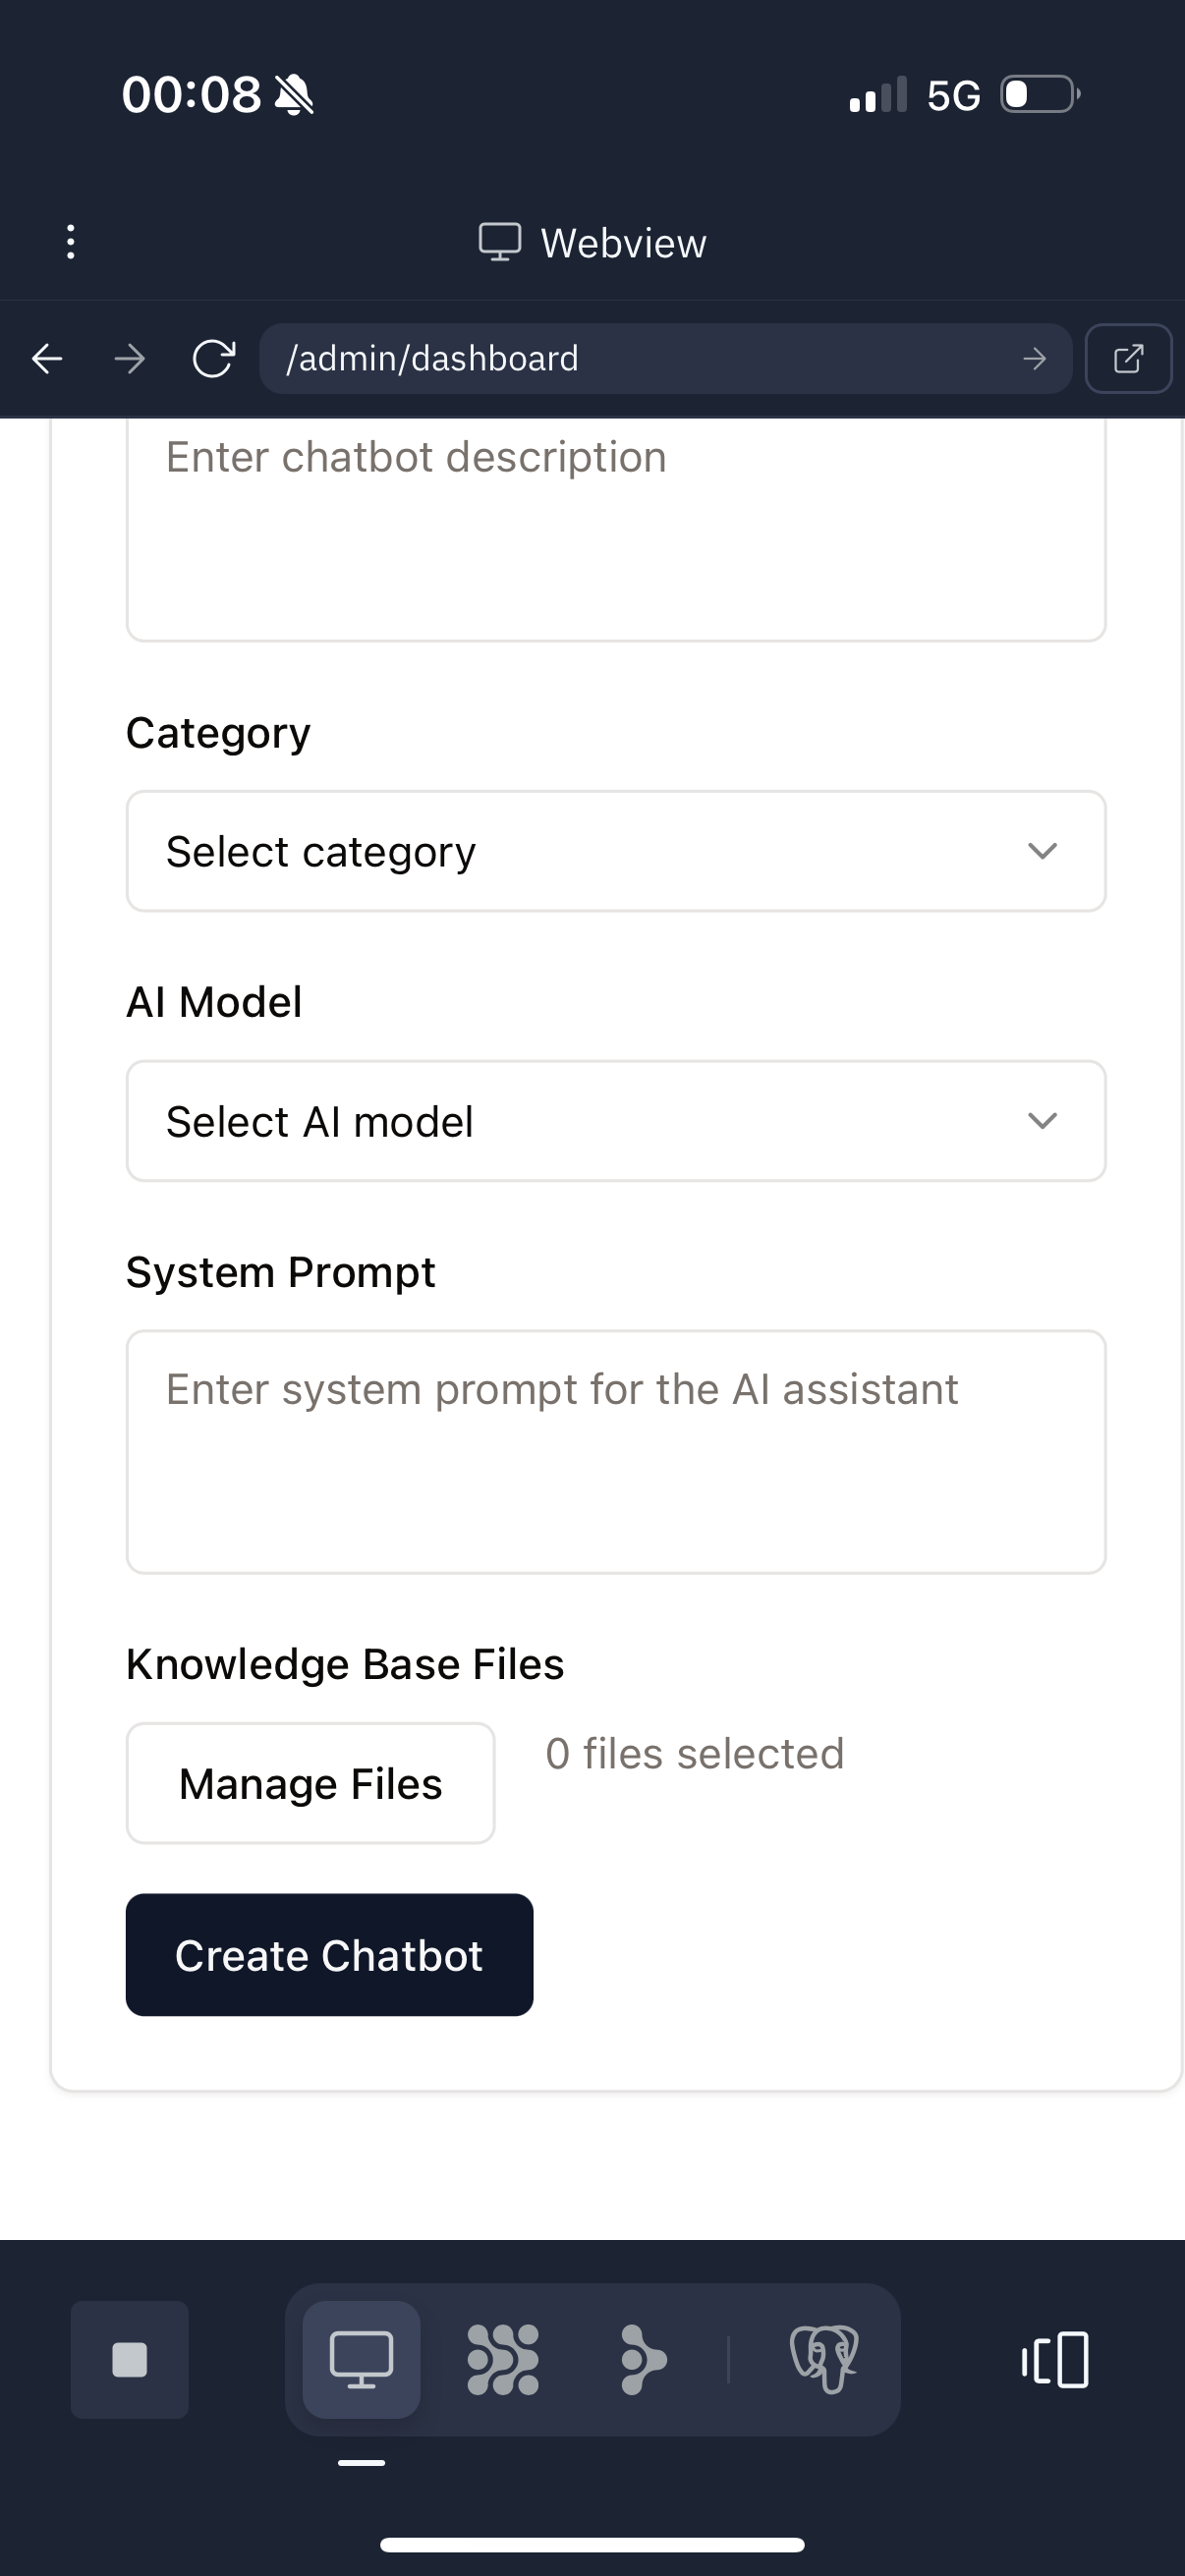 00:08
5G
Webview
/admin/dashboard
Enter chatbot description
Category
Select category
AI Model
Select AI model
System Prompt
Enter system prompt for the AI assistant
Knowledge Base Files
Manage Files
0 files selected
Create Chatbot